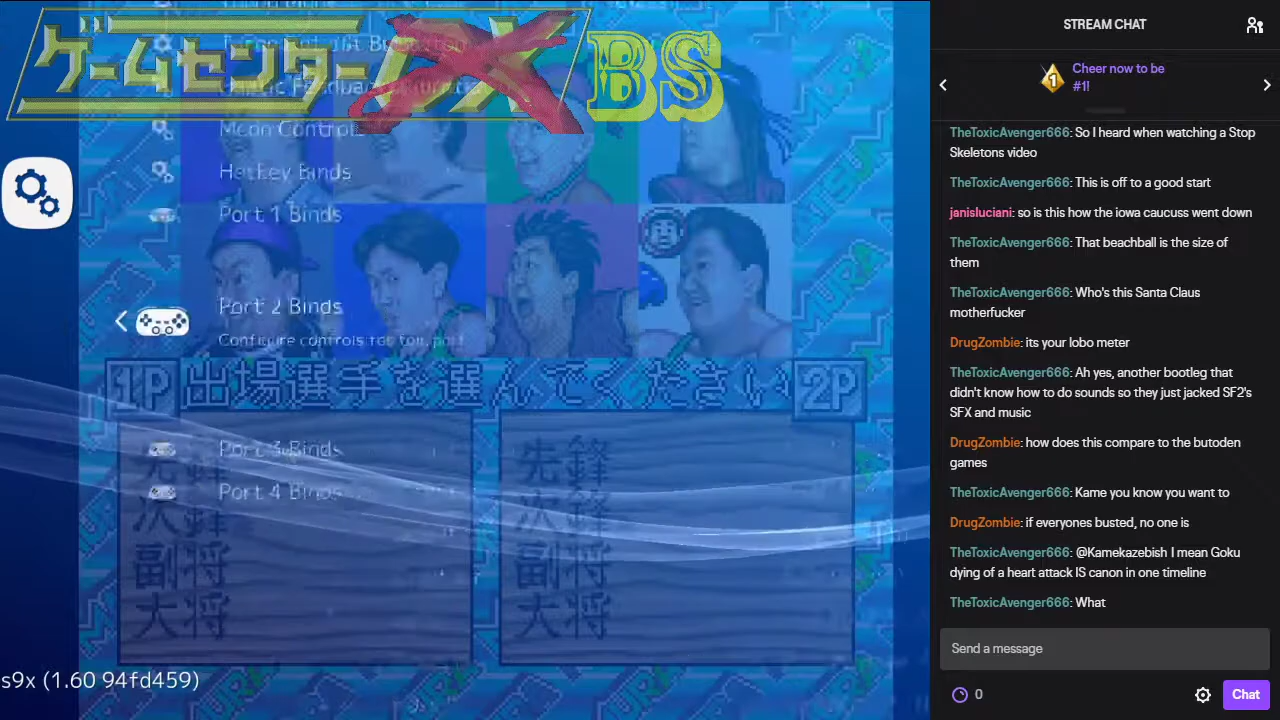 ゲームセンターDX BS
Mega
Hotkey Binds
Port 1 Binds
Port 2 Binds
Port 3 Binds
Port 4 Binds
1P 出場選手を選んでください 2P
先鋒 先鋒
次鋒 次鋒
副将 副将
大将 大将
s9x (1.60 94fd459)
STREAM CHAT
Cheer now to be
#1!
1
TheToxicAvenger666: So I heard when watching a Stop
Skeletons video
TheToxicAvenger666: This is off to a good start
janisluciani: so is this how the iowa caucuss went down
TheToxicAvenger666: That beachball is the size of
them
TheToxicAvenger666: Who's this Santa Claus
motherfucker
DrugZombie: its your lobo meter
TheToxicAvenger666: Ah yes, another bootleg that
didn't know how to do sounds so they just jacked SF2's
SFX and music
DrugZombie: how does this compare to the butoden
games
TheToxicAvenger666: Kame you know you want to
DrugZombie: if everyones busted, no one is
TheToxicAvenger666: @Kamekazebish I mean Goku
dying of a heart attack IS canon in one timeline
TheToxicAvenger666: What
Send a message
0
Chat